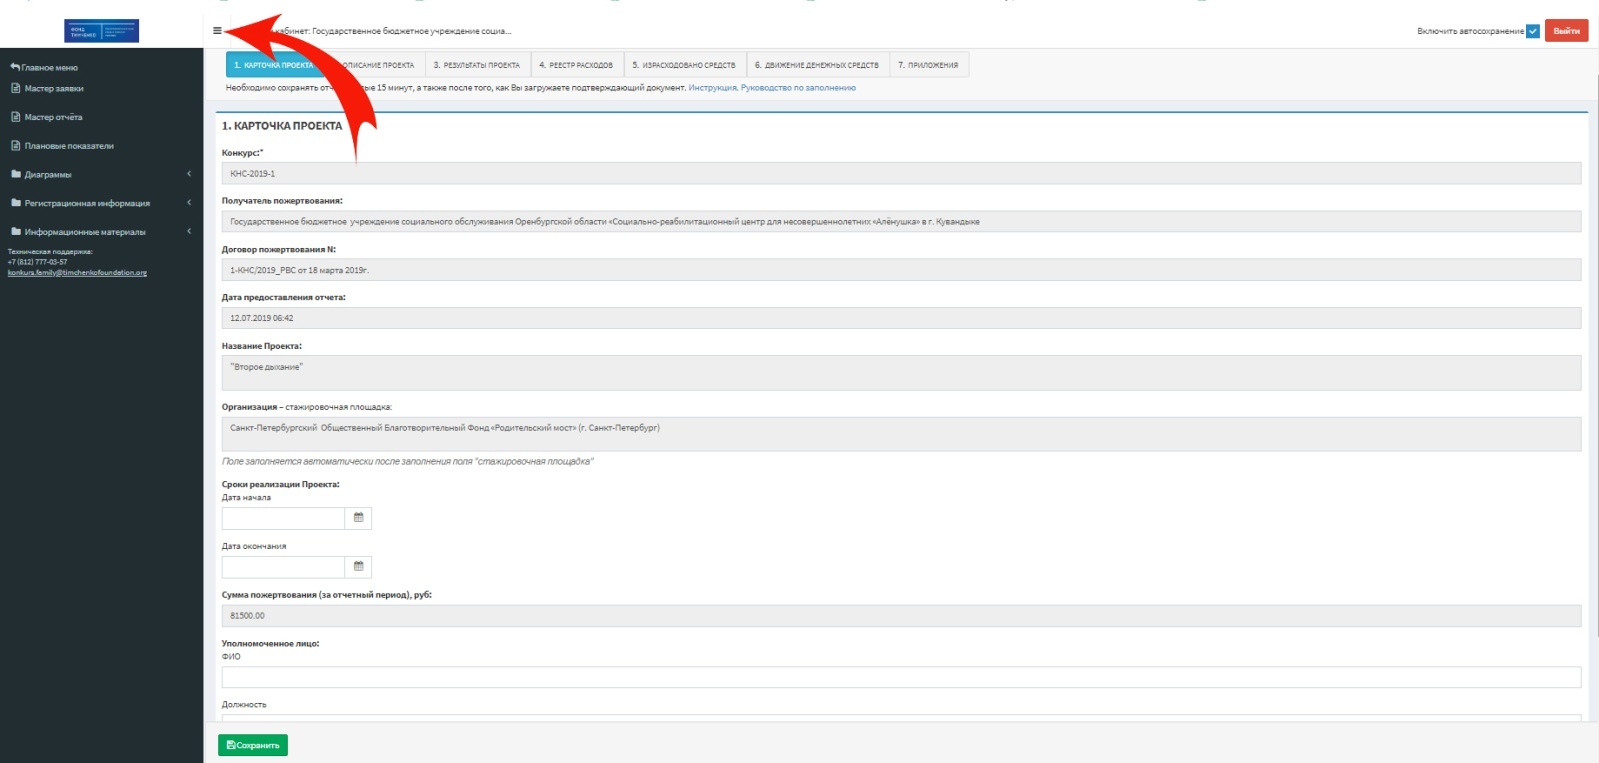 ФОНД
ТИМЧЕНКО
кабинет: Государственное бюджетное учреждение социа...
Включить автосохранение
Выйти
Главное меню
Мастер заявки
Мастер отчёта
Плановые показатели
Диаграммы
Регистрационная информация
Информационные материалы
Техническая поддержка:
+7 (812) 777-03-57
konkurs.family@timchenkofoundation.org
1. КАРТОЧКА ПРОЕКТА
ОПИСАНИЕ ПРОЕКТА
3. РЕЗУЛЬТАТЫ ПРОЕКТА
4. РЕЕСТР РАСХОДОВ
5. ИЗРАСХОДОВАНО СРЕДСТВ
6. ДВИЖЕНИЕ ДЕНЕЖНЫХ СРЕДСТВ
7. ПРИЛОЖЕНИЯ
Необходимо сохранять 15 минут, а также после того, как Вы загружаете подтверждающий документ. Инструкция. Руководство по заполнению
1. КАРТОЧКА ПРОЕКТА
Конкурс:*
КНС-2019-1
Получатель пожертвования:
Государственное бюджетное учреждение социального обслуживания Оренбургской области «Социально-реабилитационный центр для несовершеннолетних «Алёнушка» в г. Кувандыке
Договор пожертвования N:
1-КНС/2019_РВС от 18 марта 2019г.
Дата предоставления отчета:
12.07.2019 06:42
Название Проекта:
"Второе дыхание"
Организация – стажировочная площадка:
Санкт-Петербургский Общественный Благотворительный Фонд «Родительский мост» (г. Санкт-Петербург)
Поле заполняется автоматически после заполнения поля "стажировочная площадка"
Сроки реализации Проекта:
Дата начала
Дата окончания
Сумма пожертвования (за отчетный период), руб:
81500.00
Уполномоченное лицо:
ФИО
Должность
Сохранить